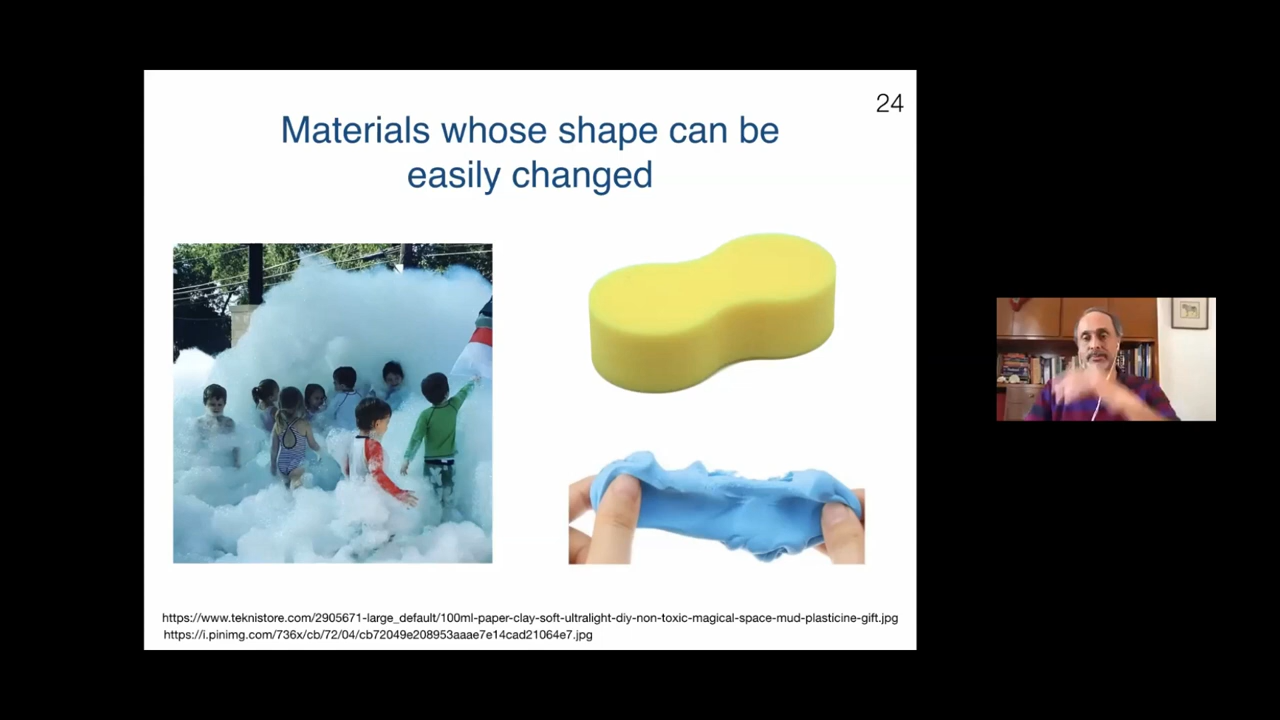 24
Materials whose shape can be
easily changed
https://www.teknistore.com/2905671-large_default/100ml-paper-clay-soft-ultralight-diy-non-toxic-magical-space-mud-plasticine-gift.jpg
https://i.pinimg.com/736x/cb/72/04/cb72049e208953aaae7e14cad21064e7.jpg